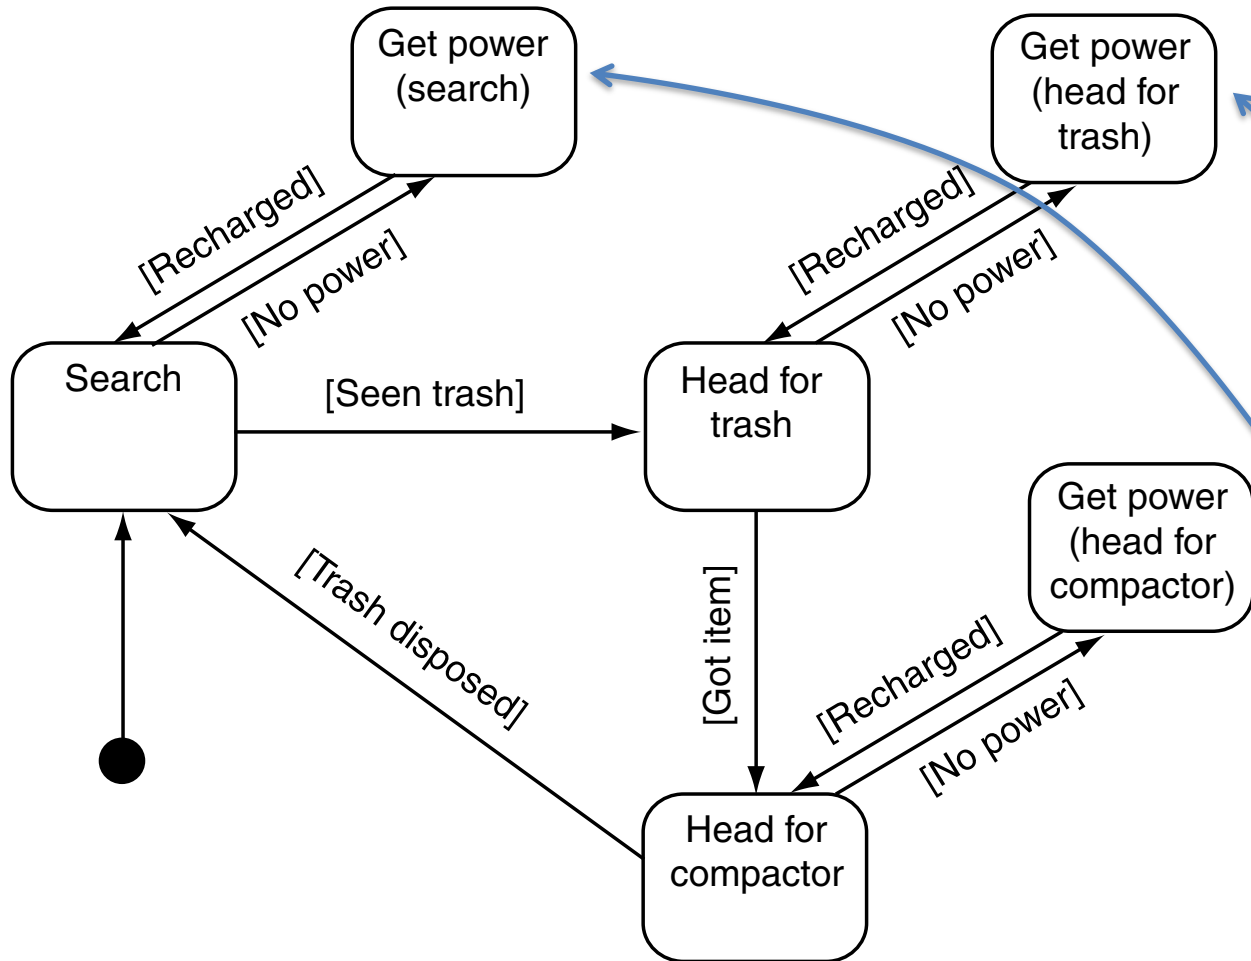 Get power
(search)
Get power
(head for
trash)
[Recharged]
[No power]
[Recharged]
[No power]
Search
[Seen trash]
Head for
trash
Get power
(head for
compactor)
[Trash disposed]
[Got item]
[Recharged]
[No power]
Head for
compactor